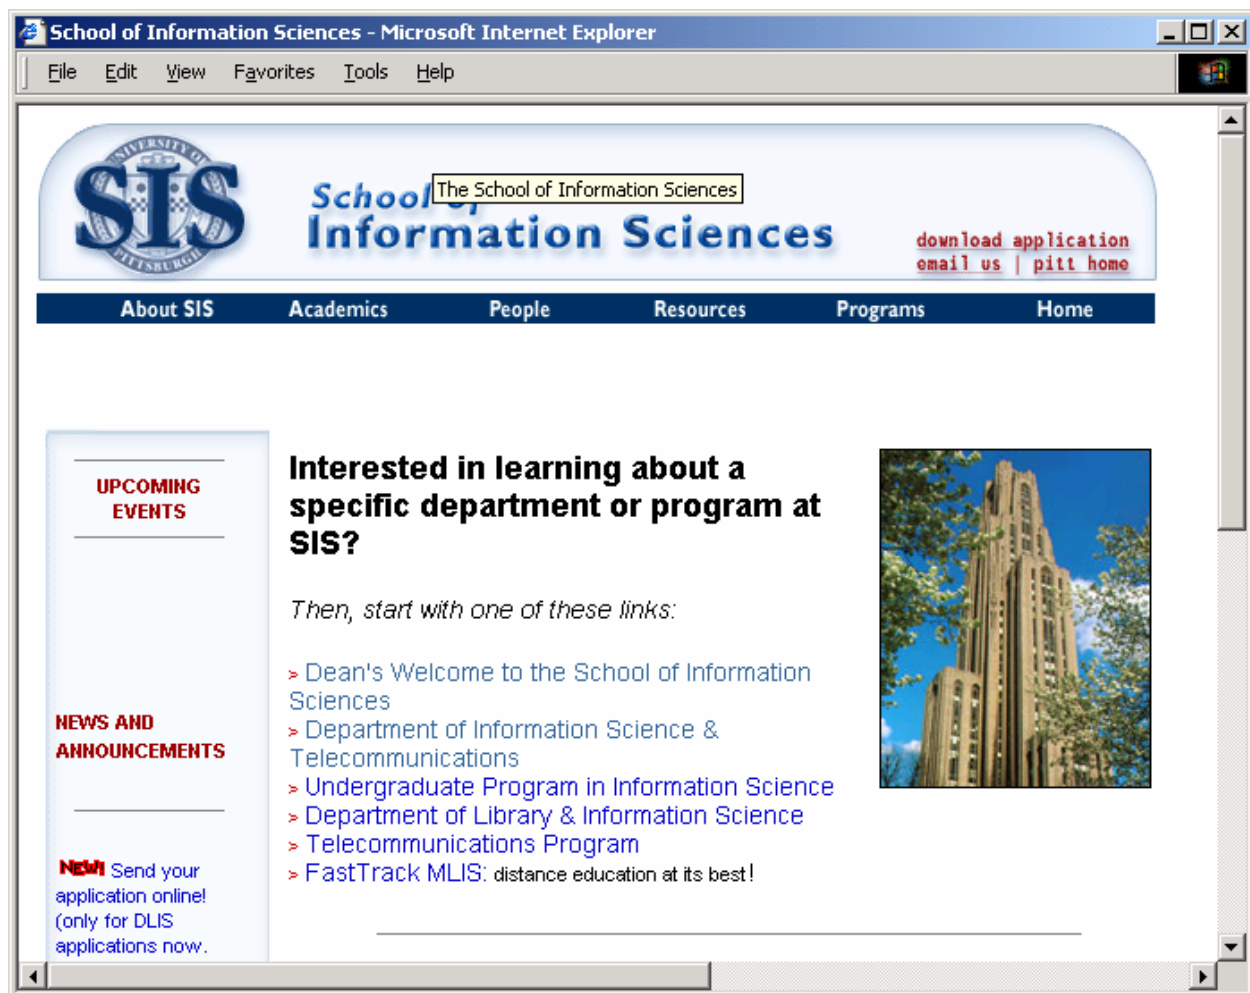 School of Information Sciences - Microsoft Internet Explorer
File Edit View Favorites Tools Help
UNIVERSITY OF
SIS
PITTSBURGH
School of
The School of Information Sciences
Information Sciences
download application
email us | pitt home
About SIS Academics People Resources Programs Home
UPCOMING
EVENTS
NEWS AND
ANNOUNCEMENTS
NEW! Send your
application online!
(only for DLIS
applications now.
Interested in learning about a
specific department or program at
SIS?
Then, start with one of these links:
> Dean's Welcome to the School of Information
Sciences
> Department of Information Science &
Telecommunications
> Undergraduate Program in Information Science
> Department of Library & Information Science
> Telecommunications Program
> FastTrack MLIS: distance education at its best!